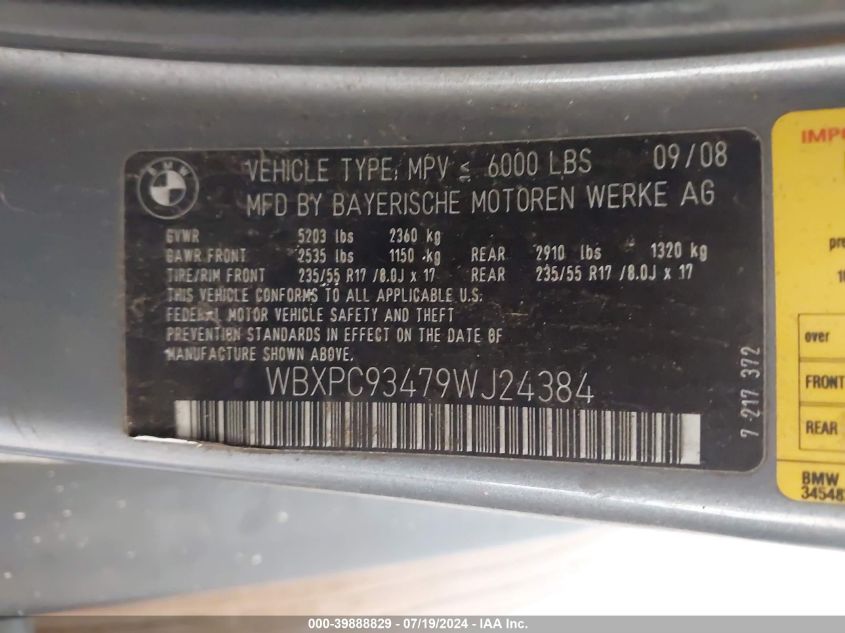 BMW
VEHICLE TYPE: MPV ≤ 6000 LBS 09/08
MFD BY BAYERISCHE MOTOREN WERKE AG
GVWR 5203 lbs 2360 kg
GAWR FRONT 2535 lbs 1150 kg REAR 2910 lbs 1320 kg
TIRE/RIM FRONT 235/55 R17 /8.0J x 17 REAR 235/55 R17 /8.0J x 17
THIS VEHICLE CONFORMS TO ALL APPLICABLE U.S.
FEDERAL MOTOR VEHICLE SAFETY AND THEFT
PREVENTION STANDARDS IN EFFECT ON THE DATE OF
MANUFACTURE SHOWN ABOVE.
WBXPC93479WJ24384
7 217 372
over
FRONT
REAR
BMW
000-39888829 - 07/19/2024 - IAA Inc.